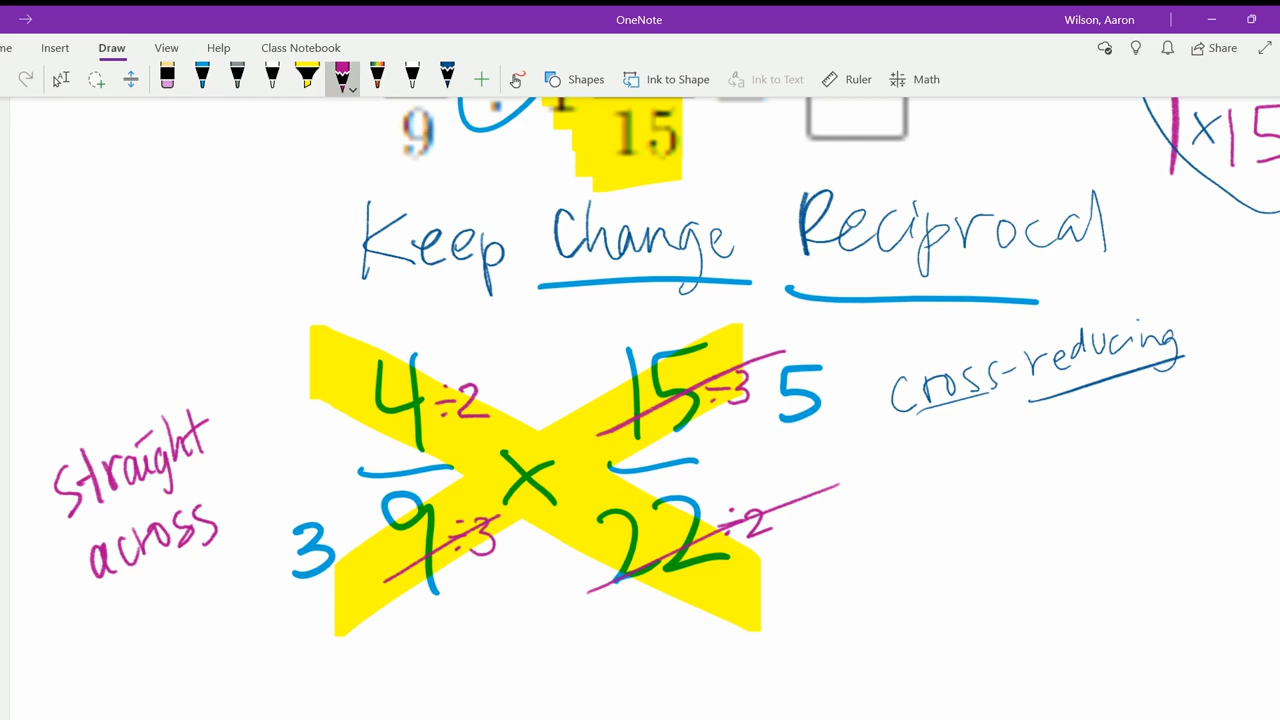 OneNote
Wilson, Aaron
me Insert Draw View Help Class Notebook
Share
Shapes Ink to Shape Ink to Text Ruler Math
9 15
× 15
Keep Change Reciprocal
cross-reducing
4 ÷2 15 ÷3 5
×
3 9 ÷3 22 ÷2
straight
across